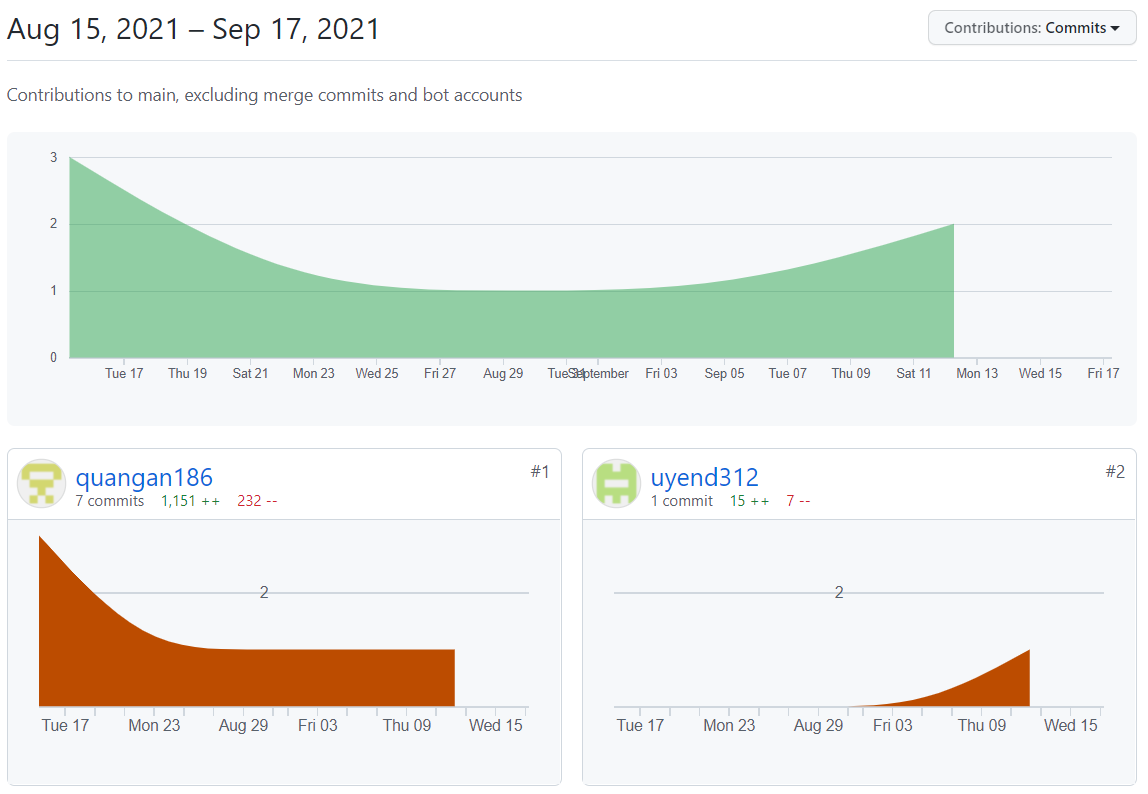 Aug 15, 2021 – Sep 17, 2021
Contributions: Commits
Contributions to main, excluding merge commits and bot accounts
3
2
1
0
Tue 17 Thu 19 Sat 21 Mon 23 Wed 25 Fri 27 Aug 29 Tue 31 September Fri 03 Sep 05 Tue 07 Thu 09 Sat 11 Mon 13 Wed 15 Fri 17
quangan186
#1
7 commits 1,151 ++ 232 --
2
Tue 17 Mon 23 Aug 29 Fri 03 Thu 09 Wed 15
uyend312
#2
1 commit 15 ++ 7 --
2
Tue 17 Mon 23 Aug 29 Fri 03 Thu 09 Wed 15